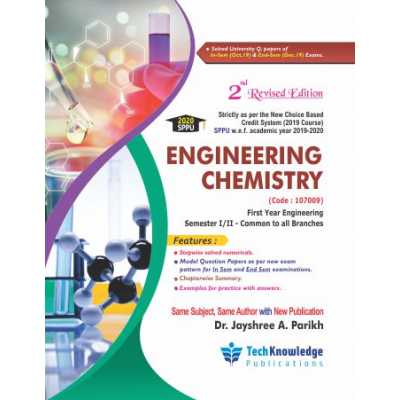 • Solved University Q. papers of
In-Sem (Oct.19) & End-Sem (Dec.19) Exams.
2nd Revised Edition
Strictly as per the New Choice Based
Credit System (2019 Course)
SPPU w.e.f. academic year 2019-2020
2020
SPPU
ENGINEERING
CHEMISTRY
(Code : 107009)
First Year Engineering
Semester I/II - Common to all Branches
Features :
• Stepwise solved numericals.
• Model Question Papers as per new exam
pattern for In Sem and End Sem examinations.
• Chapterwise Summary.
• Examples for practice with answers.
Same Subject, Same Author with New Publication
Dr. Jayshree A. Parikh
TechKnowledge
Publications